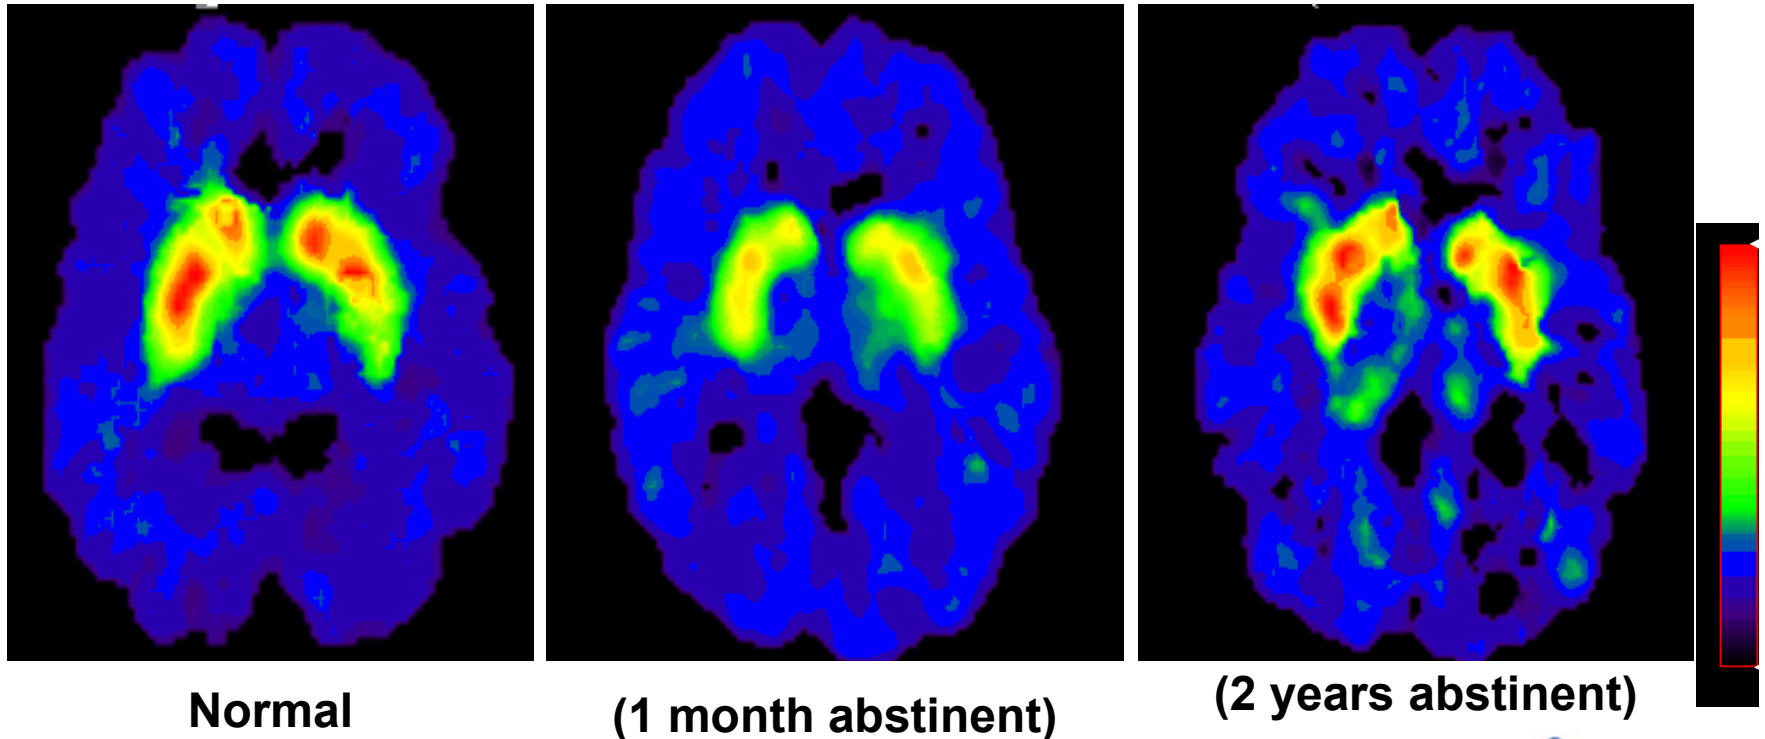 Normal
(1 month abstinent)
(2 years abstinent)